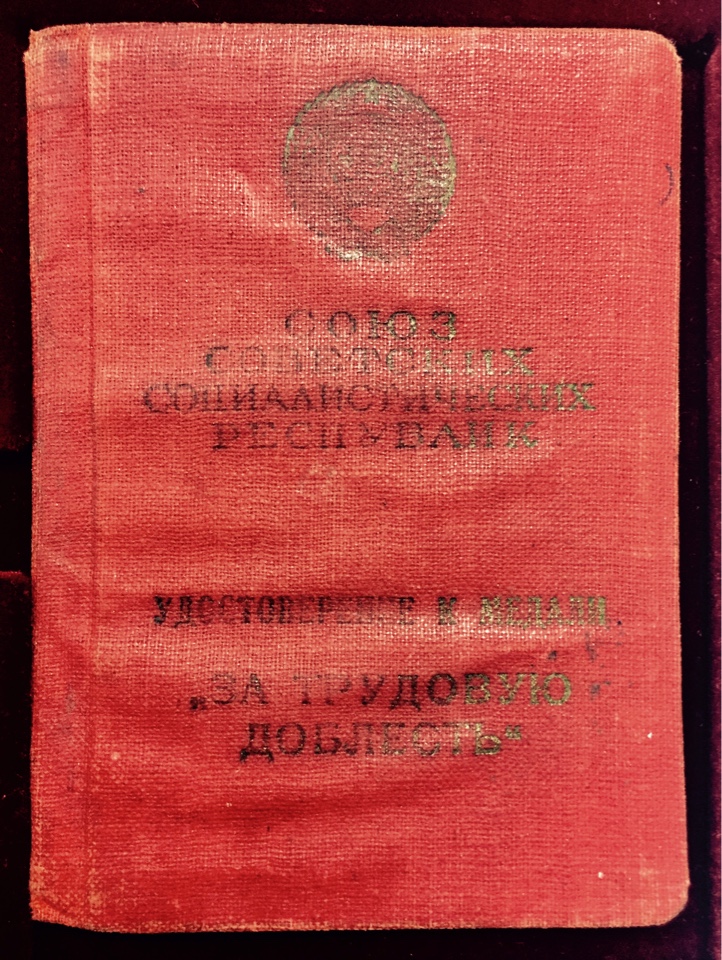 СОЮЗ
СОВЕТСКИХ
СОЦИАЛИСТИЧЕСКИХ
РЕСПУБЛИК
УДОСТОВЕРЕНИЕ К МЕДАЛИ
„ЗА ТРУДОВУЮ
ДОБЛЕСТЬ“